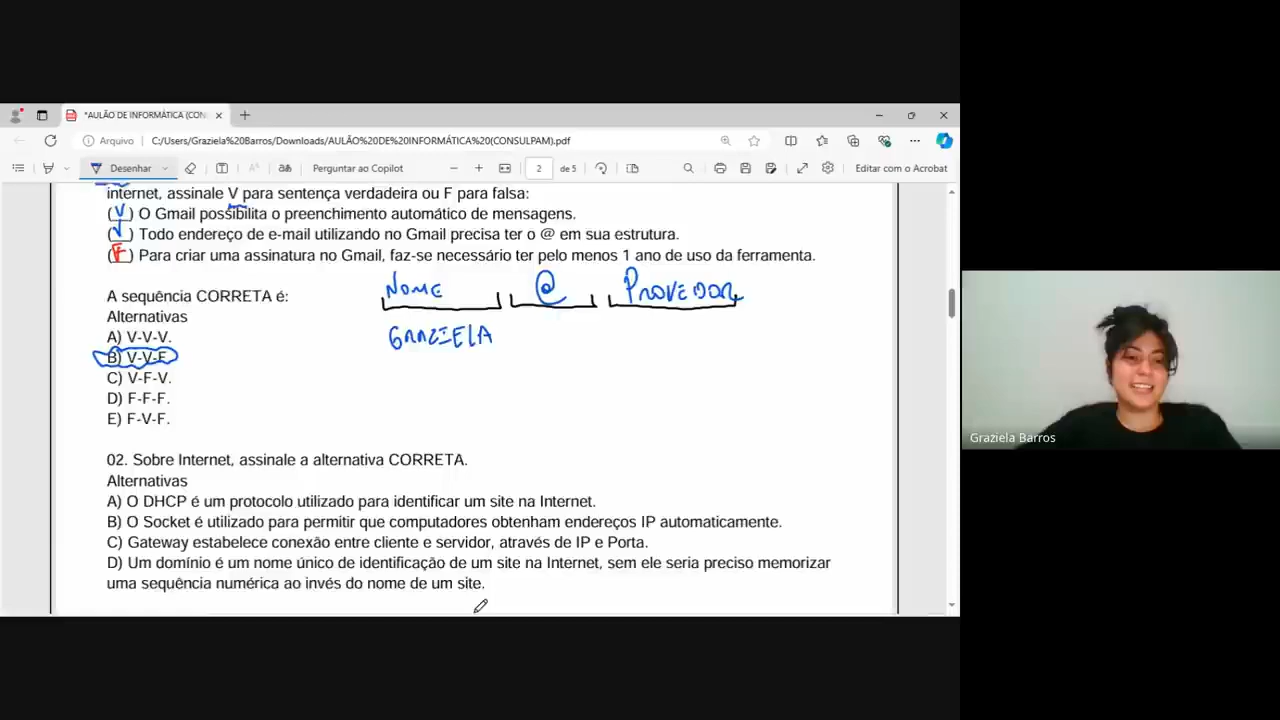 *AULÃO DE INFORMÁTICA (CON
Arquivo C:/Users/Graziela%20Barros/Downloads/AULÃO%20DE%20INFORMÁTICA%20(CONSULPAM).pdf
Desenhar Perguntar ao Copilot 2 de 5 Editar com o Acrobat
internet, assinale V para sentença verdadeira ou F para falsa:
(V) O Gmail possibilita o preenchimento automático de mensagens.
(V) Todo endereço de e-mail utilizando no Gmail precisa ter o @ em sua estrutura.
(F) Para criar uma assinatura no Gmail, faz-se necessário ter pelo menos 1 ano de uso da ferramenta.
NOME @ PROVEDOR
GRAZIELA
A sequência CORRETA é:
Alternativas
A) V-V-V.
B) V-V-F
C) V-F-V.
D) F-F-F.
E) F-V-F.
02. Sobre Internet, assinale a alternativa CORRETA.
Alternativas
A) O DHCP é um protocolo utilizado para identificar um site na Internet.
B) O Socket é utilizado para permitir que computadores obtenham endereços IP automaticamente.
C) Gateway estabelece conexão entre cliente e servidor, através de IP e Porta.
D) Um domínio é um nome único de identificação de um site na Internet, sem ele seria preciso memorizar
uma sequência numérica ao invés do nome de um site.
Graziela Barros